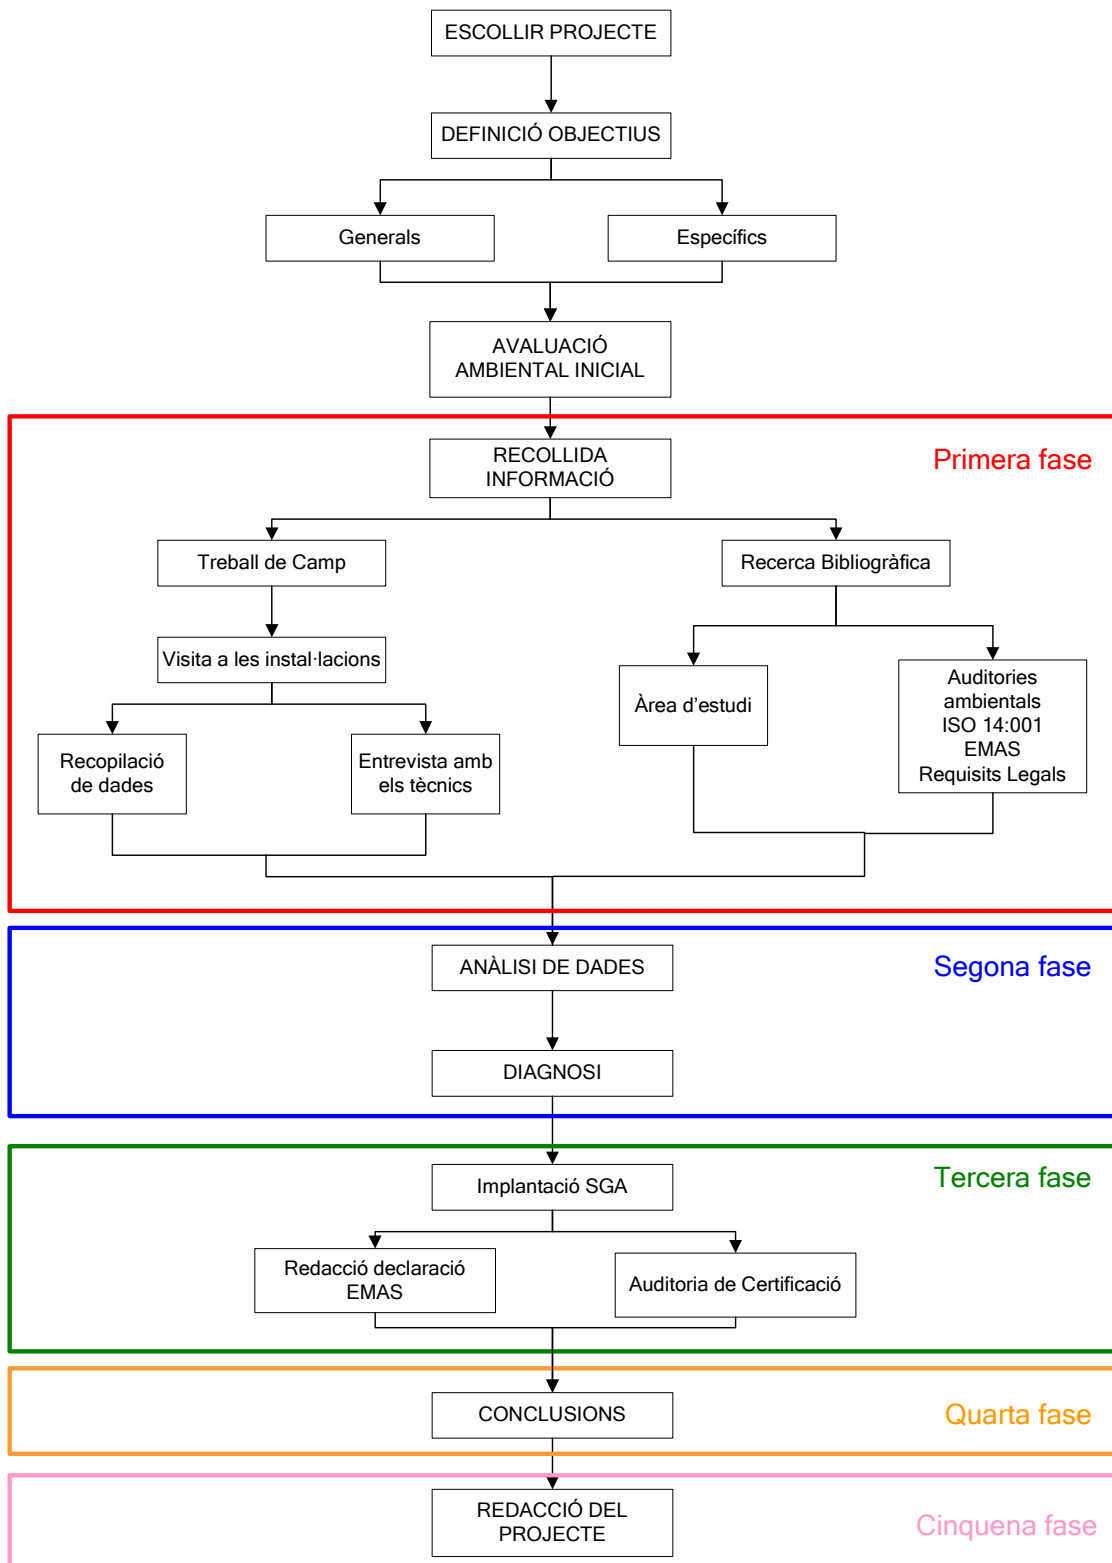 ESCOLLIR PROJECTE
DEFINICIÓ OBJECTIUS
Generals
Específics
AVALUACIÓ
AMBIENTAL INICIAL
Primera fase
RECOLLIDA
INFORMACIÓ
Treball de Camp
Recerca Bibliogràfica
Visita a les instal·lacions
Àrea d'estudi
Auditories
ambientals
ISO 14:001
EMAS
Requisits Legals
Recopilació
de dades
Entrevista amb
els tècnics
Segona fase
ANÀLISI DE DADES
DIAGNOSI
Tercera fase
Implantació SGA
Redacció declaració
EMAS
Auditoria de Certificació
Quarta fase
CONCLUSIONS
Cinquena fase
REDACCIÓ DEL
PROJECTE